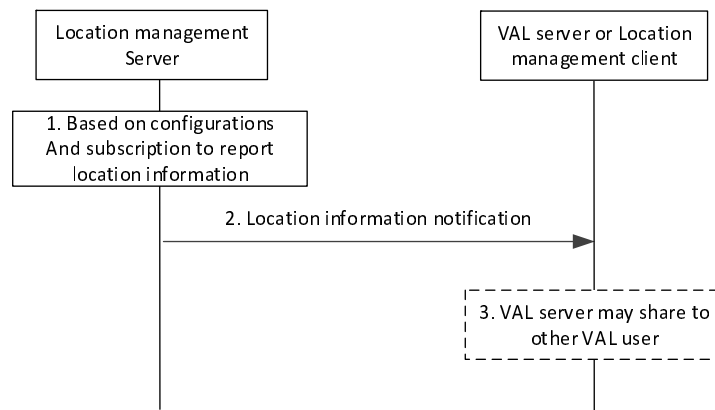 Location management
Server
VAL server or Location
management client
1. Based on configurations
And subscription to report
location information
2. Location information notification
3. VAL server may share to
other VAL user